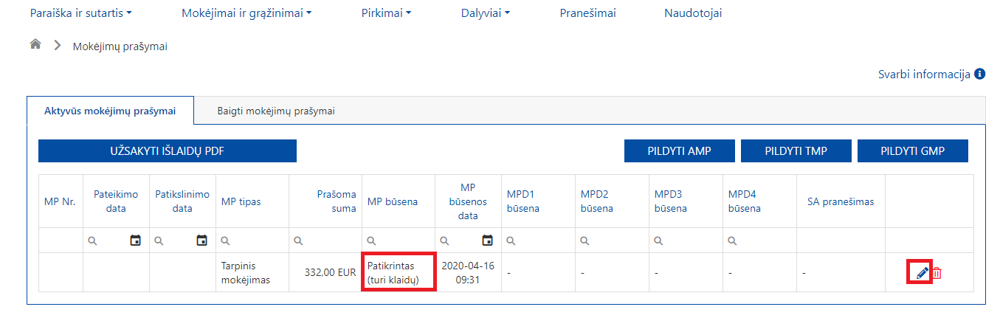 Paraiška ir sutartis Mokėjimai ir grąžinimai Pirkimai Dalyviai Pranešimai Naudotojai
Mokėjimų prašymai
Svarbi informacija
Aktyvūs mokėjimų prašymai Baigti mokėjimų prašymai
UŽSAKYTI IŠLAIDŲ PDF PILDYTI AMP PILDYTI TMP PILDYTI GMP
MP Nr.
Pateikimo
data
Patikslinimo
data
MP tipas
Prašoma
suma
MP būsena
MP
būsenos
data
MPD1
būsena
MPD2
būsena
MPD3
būsena
MPD4
būsena
SA pranešimas
Tarpinis
mokėjimas
332,00 EUR
Patikrintas
(turi klaidų)
2020-04-16
09:31
- - - - -